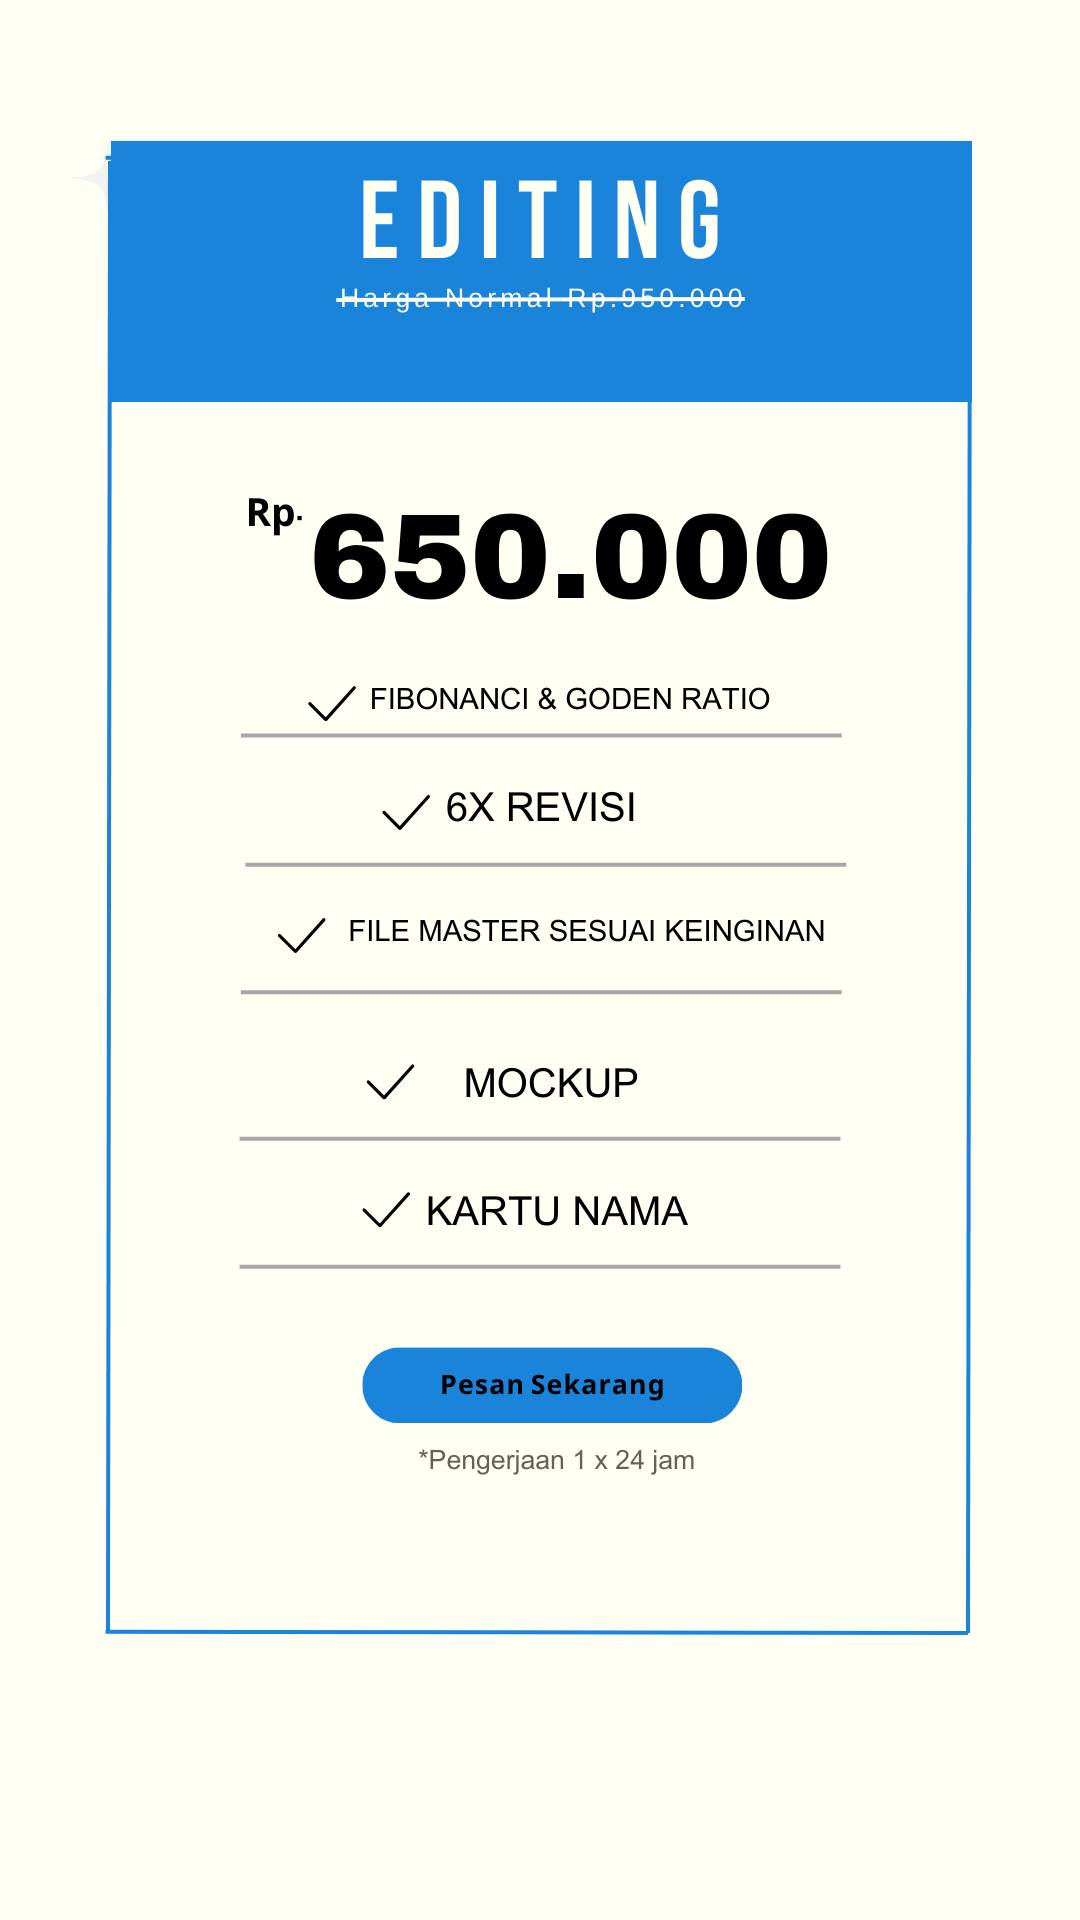 EDITING
Harga Normal Rp.950.000
Rp. 650.000
FIBONANCI & GODEN RATIO
6X REVISI
FILE MASTER SESUAI KEINGINAN
MOCKUP
KARTU NAMA
Pesan Sekarang
*Pengerjaan 1 x 24 jam